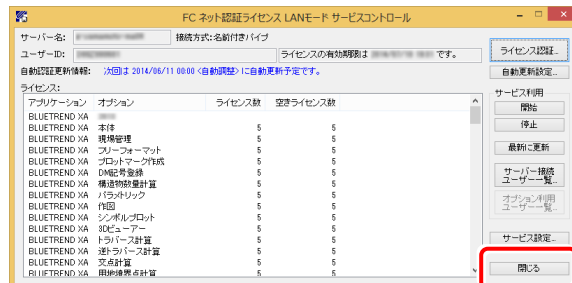 FC ネット認証ライセンス LANモード サービスコントロール
サーバー名: 接続方式:名前付きパイプ
ユーザーID: ライセンスの有効期限は です。
自動認証更新情報: 次回は 2014/06/11 00:00 <自動調整> に自動更新予定です。
ライセンス:
アプリケーション オプション ライセンス数 空きライセンス数
BLUETREND XA
BLUETREND XA 本体 5 5
BLUETREND XA 現場管理 5 5
BLUETREND XA フリーフォーマット 5 5
BLUETREND XA プロットマーク作成 5 5
BLUETREND XA DM記号登録 5 5
BLUETREND XA 構造物数量計算 5 5
BLUETREND XA パラメトリック 5 5
BLUETREND XA 作図 5 5
BLUETREND XA シンボルプロット 5 5
BLUETREND XA 3Dビューアー 5 5
BLUETREND XA トラバース計算 5 5
BLUETREND XA 逆トラバース計算 5 5
BLUETREND XA 交点計算 5 5
BLUETREND XA 用地境界点計算 5 5
ライセンス認証...
自動更新設定...
サービス利用
開始
停止
最新に更新
サーバー接続
ユーザー一覧...
オプション利用
ユーザー一覧...
サービス設定...
閉じる